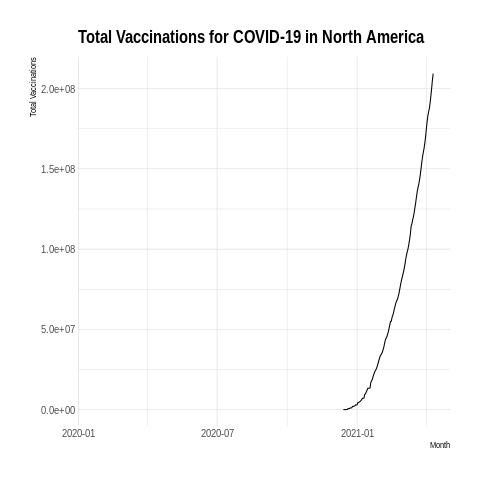 Total Vaccinations for COVID-19 in North America
Total Vaccinations
2.0e+08
1.5e+08
1.0e+08
5.0e+07
0.0e+00
2020-01 2020-07 2021-01
Month